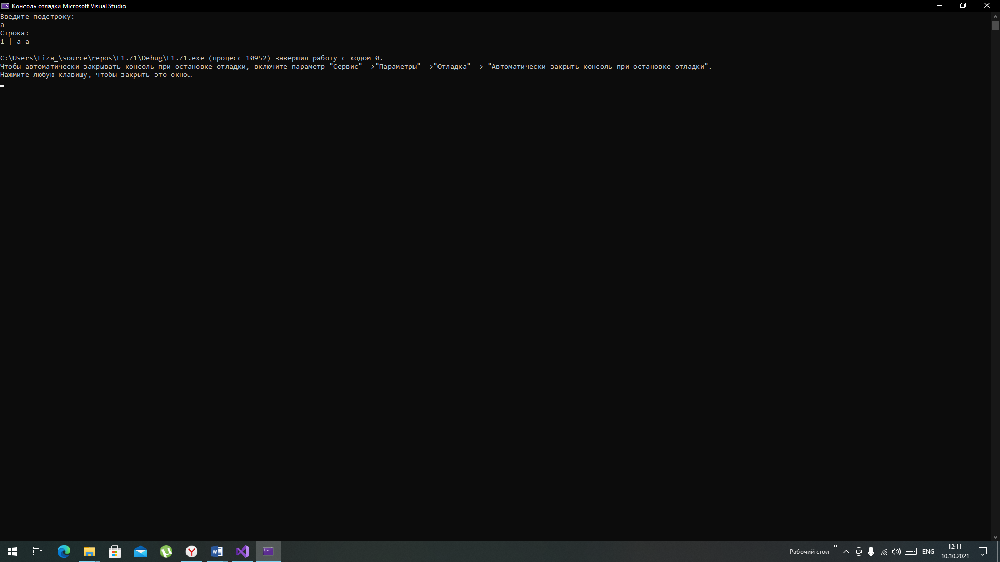 Консоль отладки Microsoft Visual Studio
Введите подстроку:
а
Строка:
1 | а а
C:\Users\Liza_\source\repos\F1.Z1\Debug\F1.Z1.exe (процесс 10952) завершил работу с кодом 0.
Чтобы автоматически закрывать консоль при остановке отладки, включите параметр "Сервис" ->"Параметры" ->"Отладка" -> "Автоматически закрыть консоль при остановке отладки".
Нажмите любую клавишу, чтобы закрыть это окно…
Рабочий стол
ENG
12:11
10.10.2021